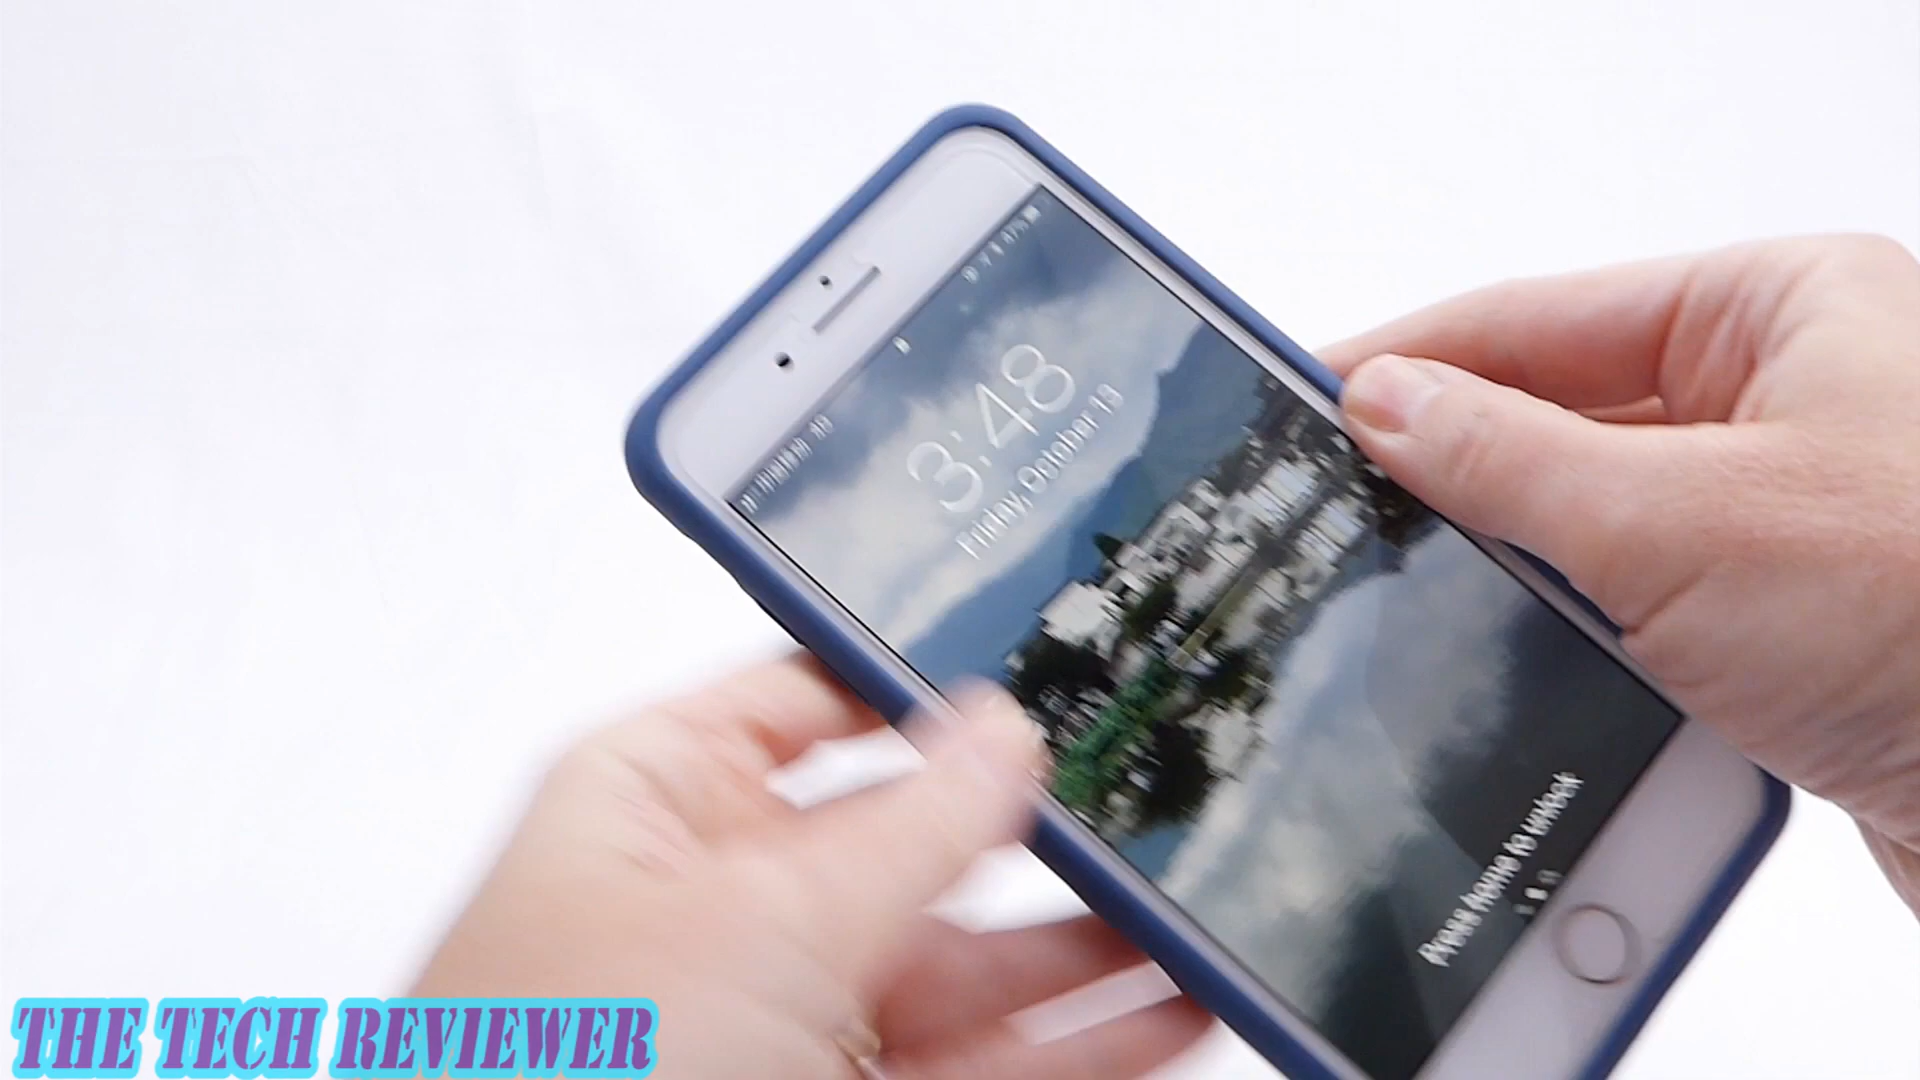 3:48
Friday, October 13
Press home to unlock
THE TECH REVIEWER